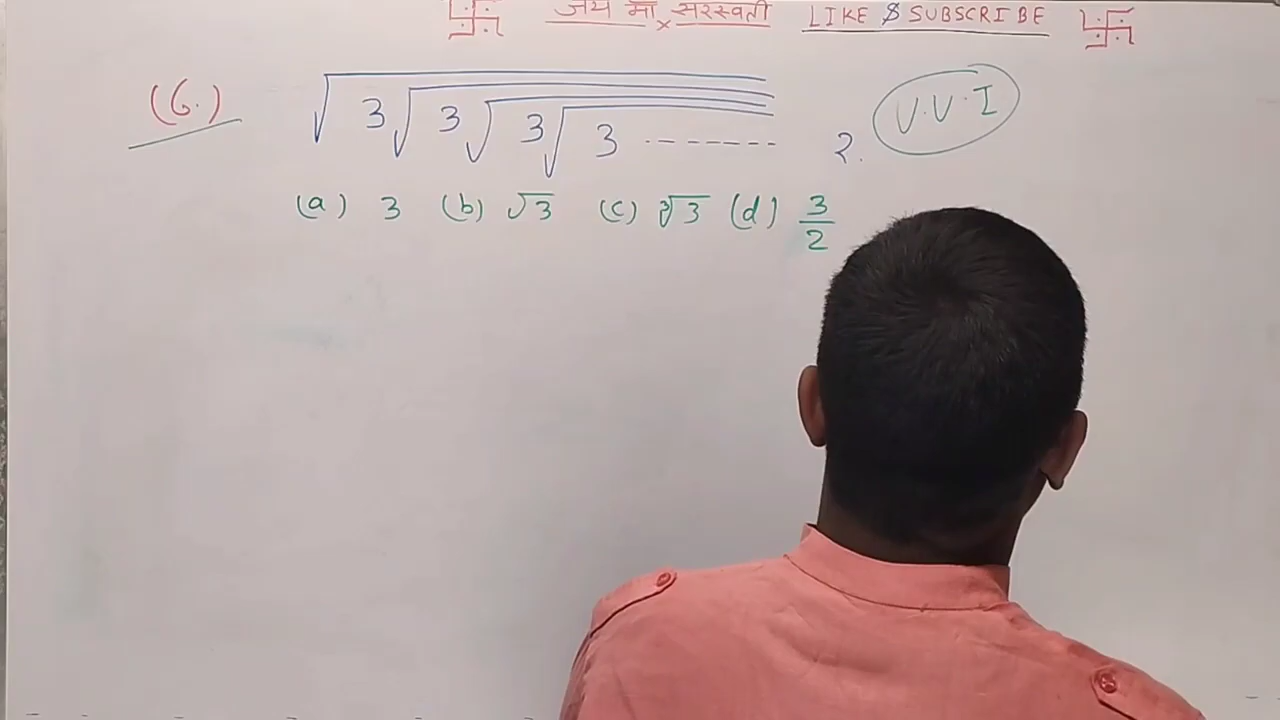 जय माँ सरस्वती LIKE $ SUBSCRIBE
(6.) √3√3√3√3 ------- ?. V.V.I
(a) 3 (b) √3 (c) ∛3 (d) 3/2